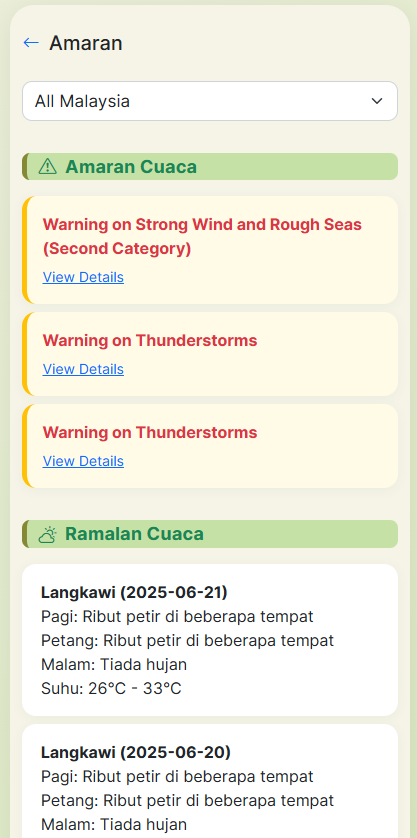 ← Amaran
All Malaysia
Amaran Cuaca
Warning on Strong Wind and Rough Seas
(Second Category)
View Details
Warning on Thunderstorms
View Details
Warning on Thunderstorms
View Details
Ramalan Cuaca
Langkawi (2025-06-21)
Pagi: Ribut petir di beberapa tempat
Petang: Ribut petir di beberapa tempat
Malam: Tiada hujan
Suhu: 26°C - 33°C
Langkawi (2025-06-20)
Pagi: Ribut petir di beberapa tempat
Petang: Ribut petir di beberapa tempat
Malam: Tiada hujan